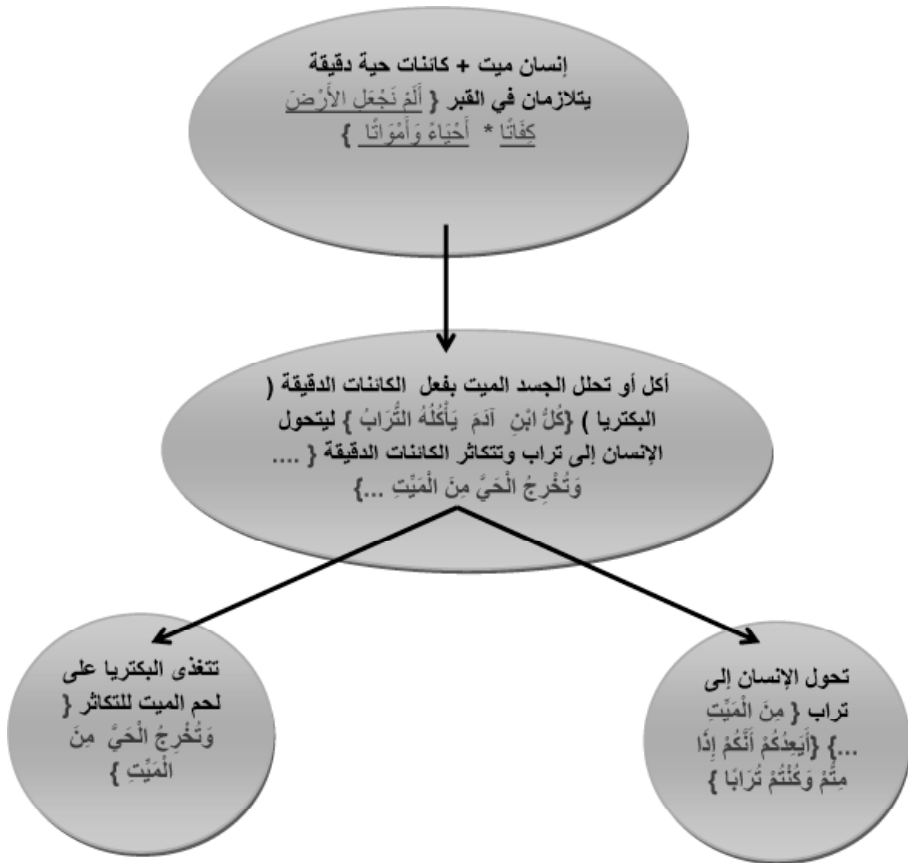 إنسان ميت + كائنات حية دقيقة
يتلازمان في القبر { أَلَمْ نَجْعَلِ الأَرْضَ
كِفَاتًا * أَحْيَاءً وَأَمْوَاتًا }
أكل أو تحلل الجسد الميت بفعل الكائنات الدقيقة (
البكتريا ) {كُلُّ ابْنِ آدَمَ يَأْكُلُهُ التُّرَابُ } ليتحول
الإنسان إلى تراب وتتكاثر الكائنات الدقيقة { ....
وَتُخْرِجُ الْحَيَّ مِنَ الْمَيِّتِ ...}
تحول الإنسان إلى
تراب { مِنَ الْمَيِّتِ
...} {أَيَعِدُكُمْ أَنَّكُمْ إِذَا
مِتُّمْ وَكُنْتُمْ تُرَابًا }
تتغذى البكتريا على
لحم الميت للتكاثر {
وَتُخْرِجُ الْحَيَّ مِنَ
الْمَيِّتِ }